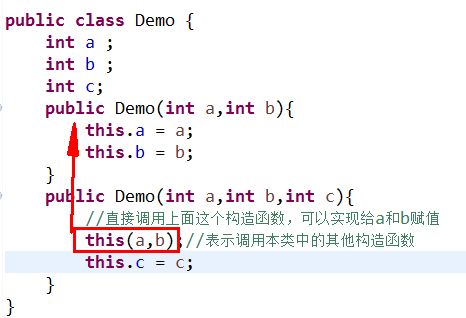 public class Demo {
int a ;
int b ;
int c;
public Demo(int a,int b){
this.a = a;
this.b = b;
}
public Demo(int a,int b,int c){
//直接调用上面这个构造函数，可以实现给a和b赋值
this(a,b);//表示调用本类中的其他构造函数
this.c = c;
}
}